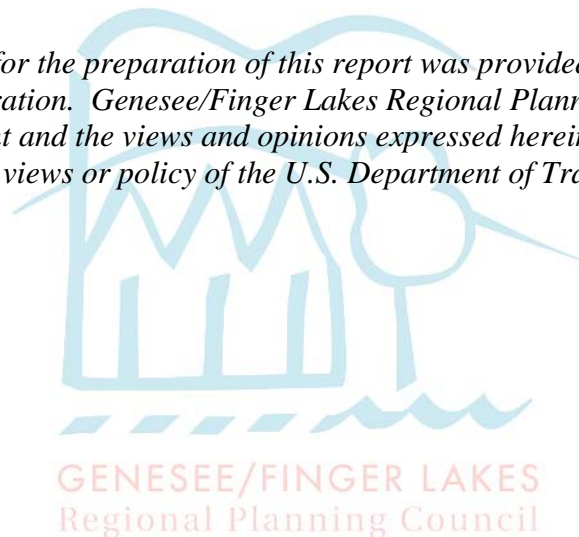 for the preparation of this report was provided
ration. Genesee/Finger Lakes Regional Plann
t and the views and opinions expressed herein
views or policy of the U.S. Department of Tra
GENESEE/FINGER LAKES
Regional Planning Council